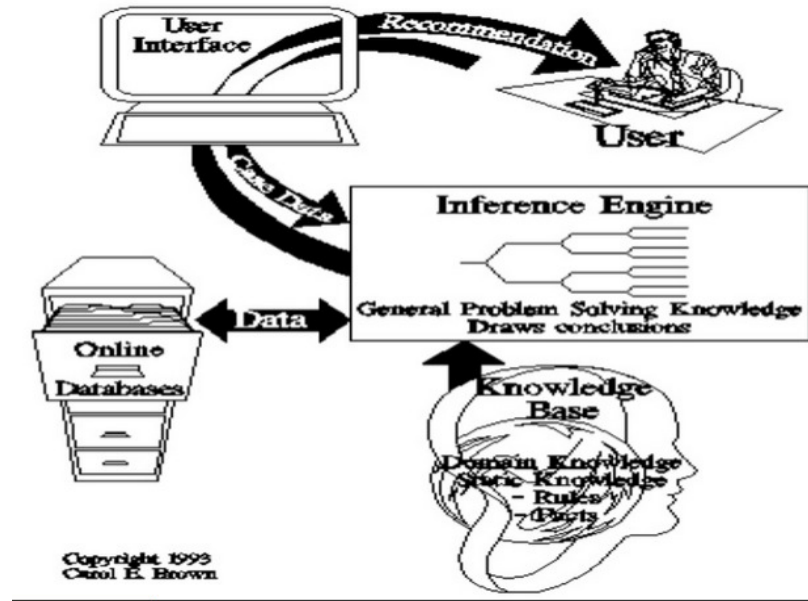 User
Interface
Recommendation
User
Case Data
Inference Engine
General Problem Solving Knowledge
Draws conclusions
Data
Online
Databases
Knowledge
Base
Domain Knowledge
Static Knowledge
- Rules
- Facts
Copyright 1993
Carol E. Brown